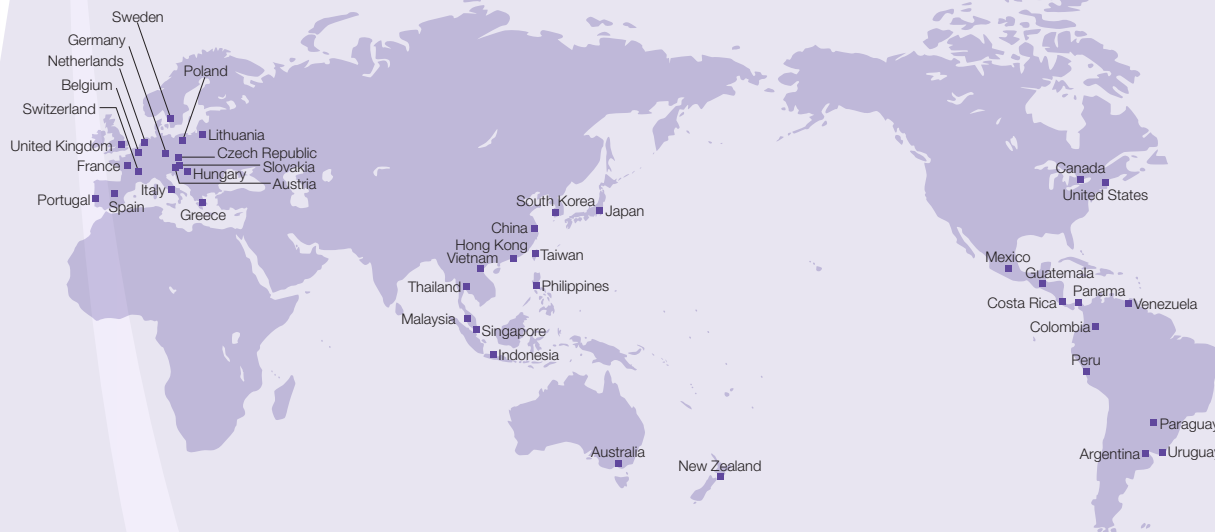 Sweden
Germany
Netherlands
Belgium
Switzerland
Poland
Lithuania
United Kingdom
Czech Republic
France
Slovakia
Hungary
Austria
Italy
Portugal
Spain
Greece
South Korea
Japan
China
Hong Kong
Vietnam
Taiwan
Thailand
Philippines
Malaysia
Singapore
Indonesia
Australia
New Zealand
Canada
United States
Mexico
Guatemala
Panama
Costa Rica
Venezuela
Colombia
Peru
Paraguay
Argentina
Uruguay